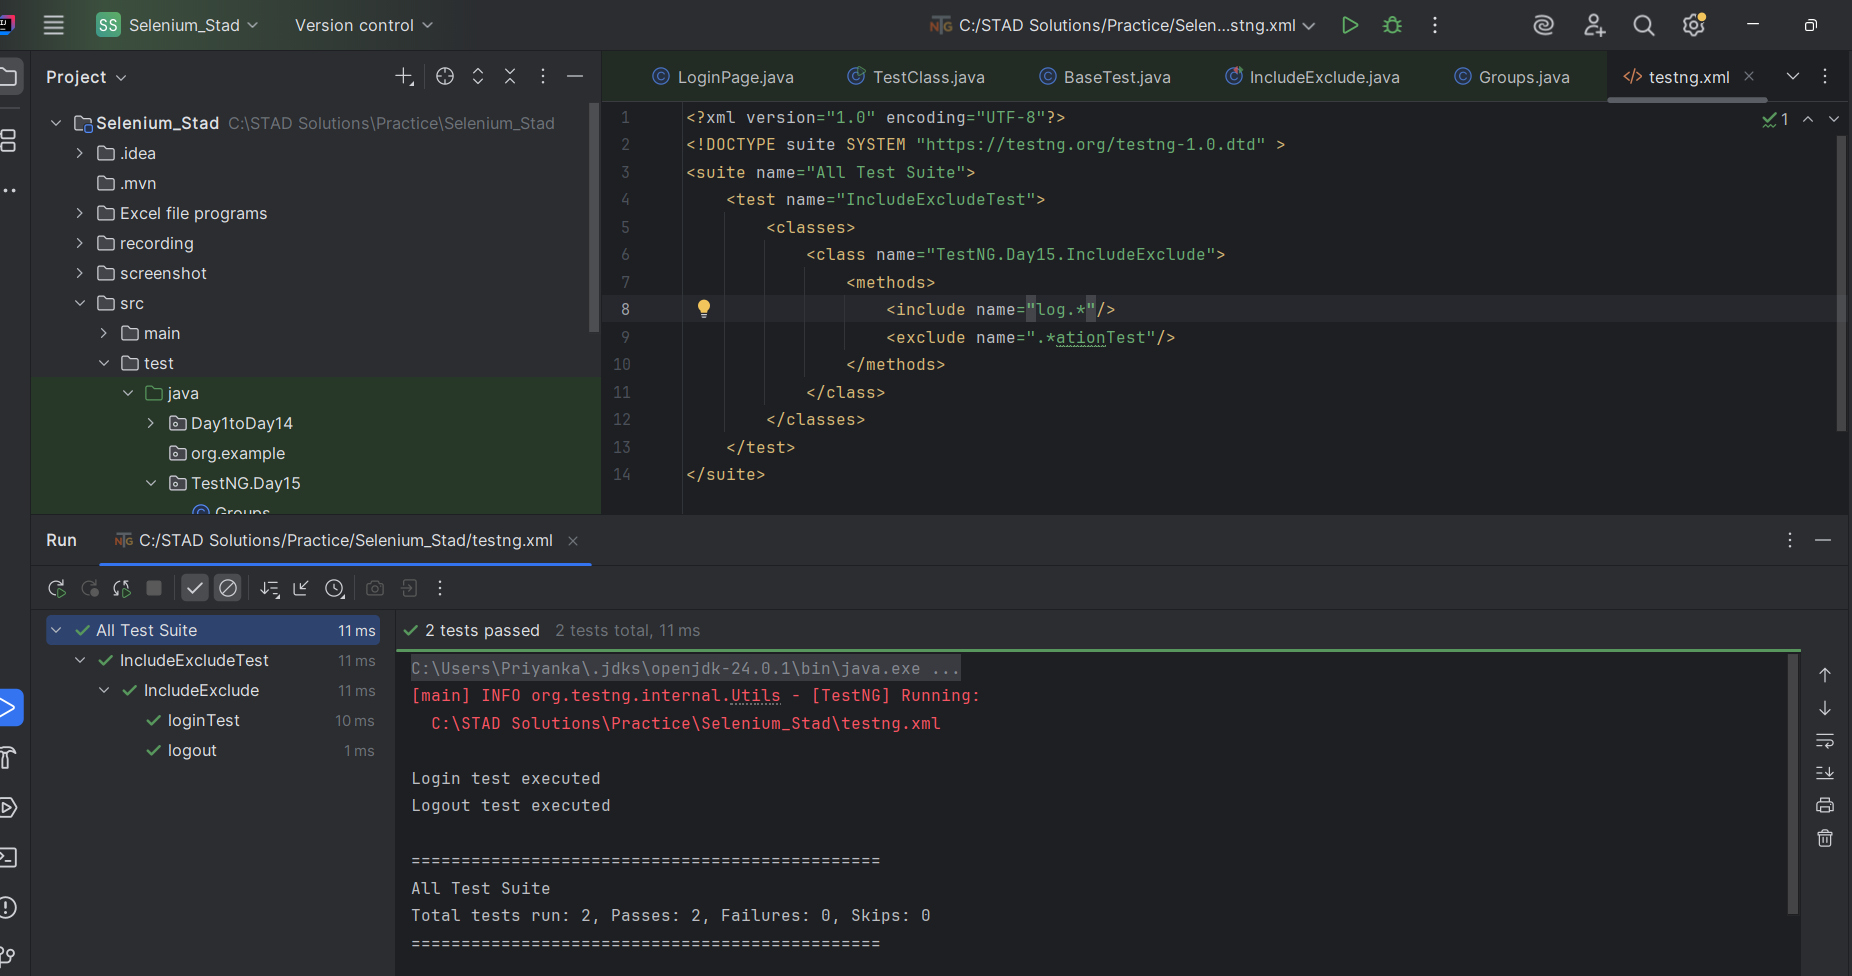 SS Selenium_Stad Version control C:/STAD Solutions/Practice/Selen...stng.xml
Project
LoginPage.java TestClass.java BaseTest.java IncludeExclude.java Groups.java testng.xml
Selenium_Stad C:\STAD Solutions\Practice\Selenium_Stad
.idea
.mvn
Excel file programs
recording
screenshot
src
main
test
java
Day1toDay14
org.example
TestNG.Day15
Groups
1 <?xml version="1.0" encoding="UTF-8"?>
2 <!DOCTYPE suite SYSTEM "https://testng.org/testng-1.0.dtd" >
3 <suite name="All Test Suite">
4 <test name="IncludeExcludeTest">
5 <classes>
6 <class name="TestNG.Day15.IncludeExclude">
7 <methods>
8 <include name="log.*"/>
9 <exclude name=".*ationTest"/>
10 </methods>
11 </class>
12 </classes>
13 </test>
14 </suite>
1
Run NG C:/STAD Solutions/Practice/Selenium_Stad/testng.xml
All Test Suite 11 ms
IncludeExcludeTest 11 ms
IncludeExclude 11 ms
loginTest 10 ms
logout 1 ms
2 tests passed 2 tests total, 11 ms
C:\Users\Priyanka\.jdks\openjdk-24.0.1\bin\java.exe ...
[main] INFO org.testng.internal.Utils - [TestNG] Running:
C:\STAD Solutions\Practice\Selenium_Stad\testng.xml
Login test executed
Logout test executed
===============================================
All Test Suite
Total tests run: 2, Passes: 2, Failures: 0, Skips: 0
===============================================